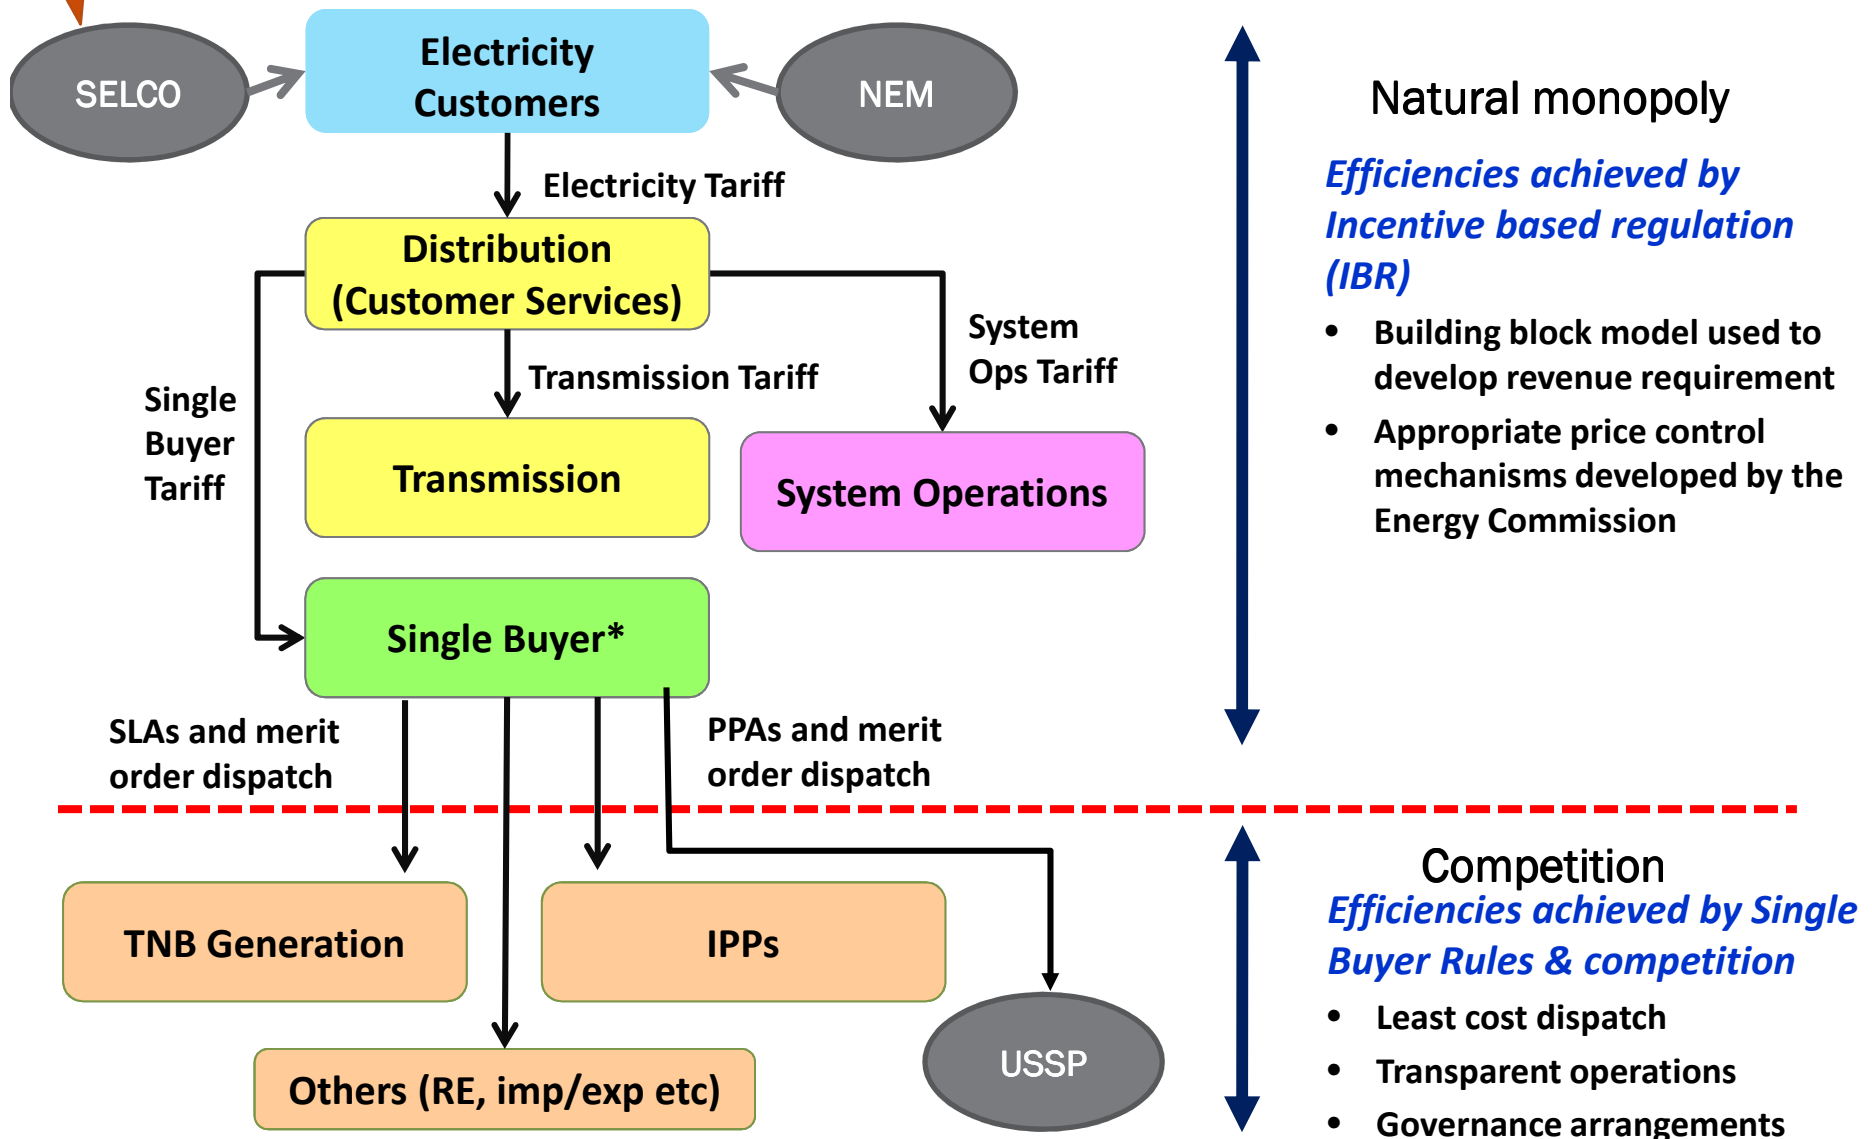 SELCO
Electricity
Customers
NEM
Electricity Tariff
Distribution
(Customer Services)
Single
Buyer
Tariff
Transmission Tariff
System
Ops Tariff
Transmission
System Operations
Single Buyer*
SLAs and merit
order dispatch
PPAs and merit
order dispatch
TNB Generation
IPPs
Others (RE, imp/exp etc)
USSP
Natural monopoly
Efficiencies achieved by
Incentive based regulation
(IBR)
• Building block model used to
develop revenue requirement
• Appropriate price control
mechanisms developed by the
Energy Commission
Competition
Efficiencies achieved by Single
Buyer Rules & competition
• Least cost dispatch
• Transparent operations
• Governance arrangements